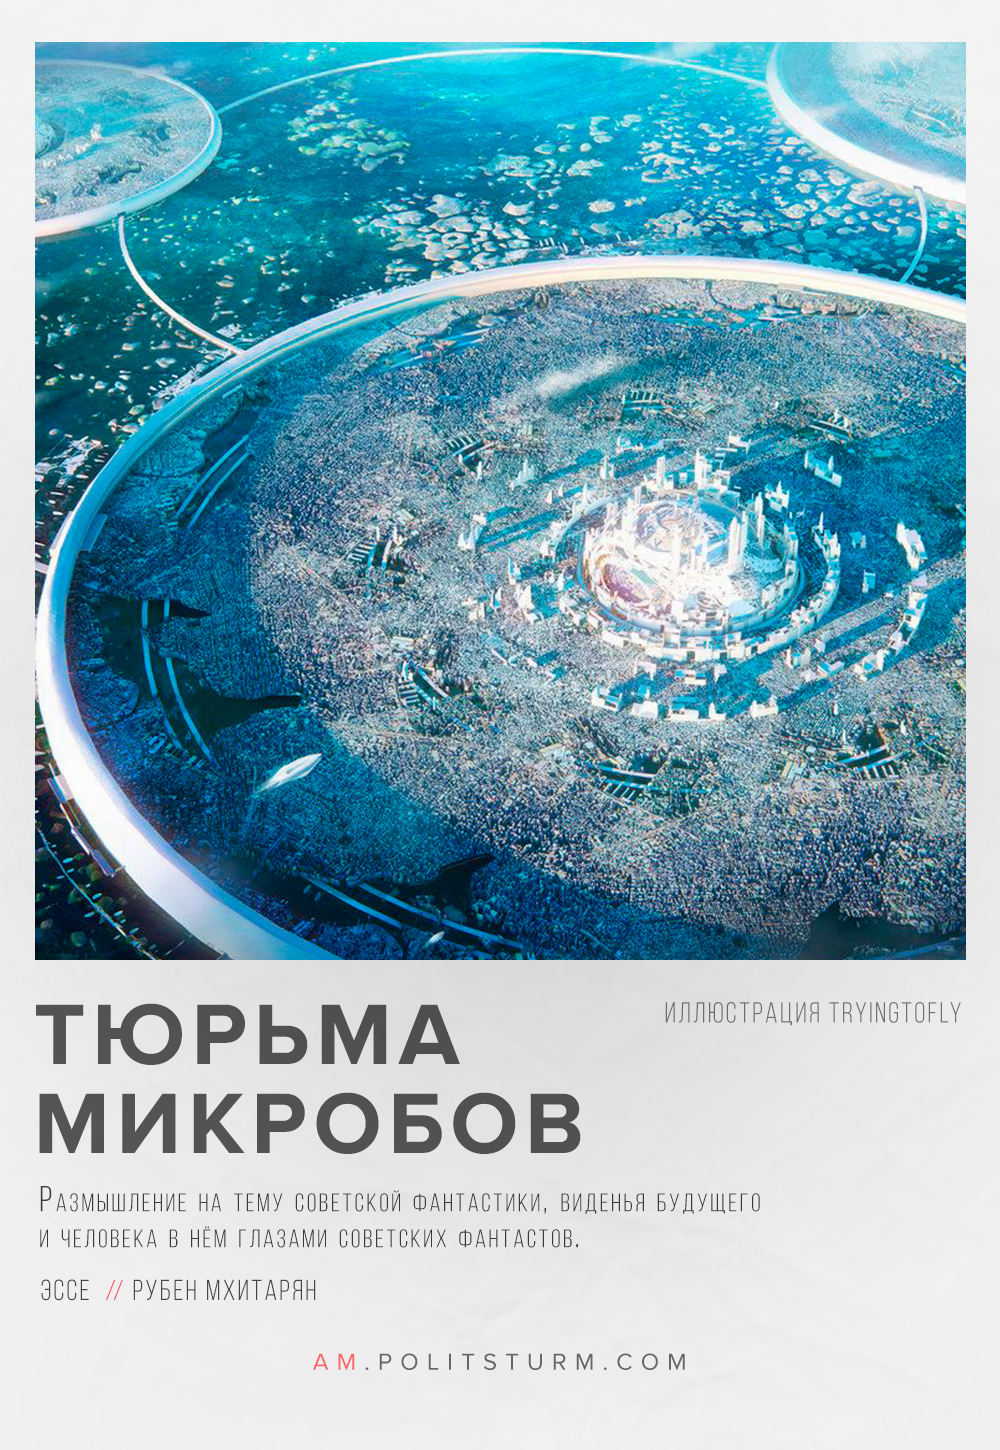 ТЮРЬМА
МИКРОБОВ
ИЛЛЮСТРАЦИЯ TRYINGTOFLY
Размышление на тему советской фантастики, виденья будущего
и человека в нём глазами советских фантастов.
ЭССЕ // РУБЕН МХИТАРЯН
AM.POLITSTURM.COM